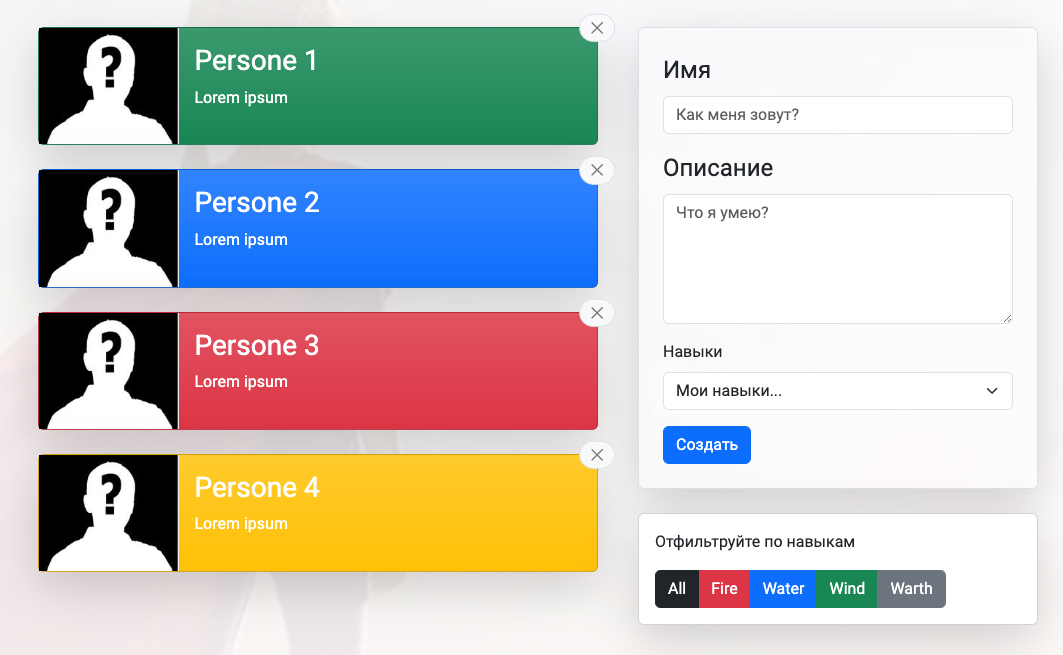 Persone 1
Lorem ipsum
Persone 2
Lorem ipsum
Persone 3
Lorem ipsum
Persone 4
Lorem ipsum
Имя
Как меня зовут?
Описание
Что я умею?
Навыки
Мои навыки...
Создать
Отфильтруйте по навыкам
All Fire Water Wind Warth